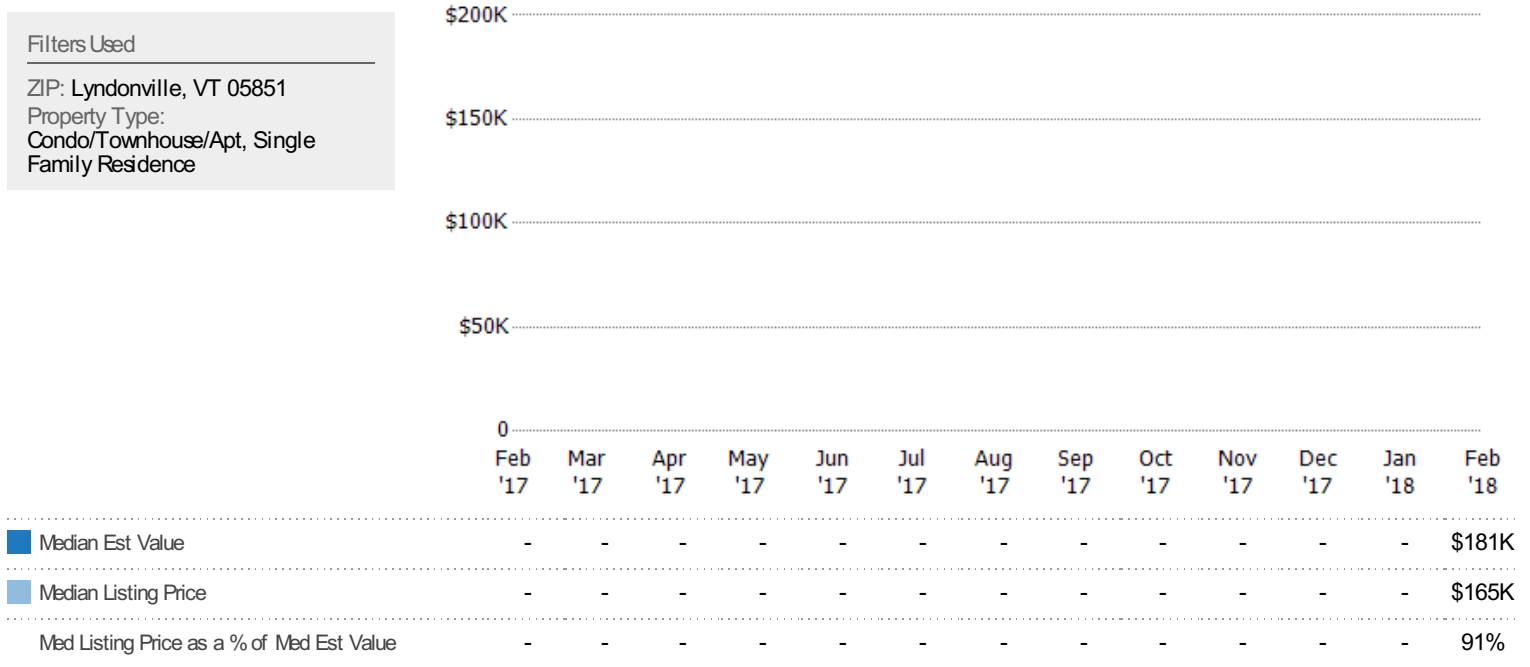 Filters Used
ZIP: Lyndonville, VT 05851
Property Type:
Condo/Townhouse/Apt, Single
Family Residence
$200K
$150K
$100K
$50K
0
Feb Mar Apr May Jun Jul Aug Sep Oct Nov Dec Jan Feb
'17 '17 '17 '17 '17 '17 '17 '17 '17 '17 '17 '18 '18
Median Est Value - - - - - - - - - - - - $181K
Median Listing Price - - - - - - - - - - - - $165K
Med Listing Price as a % of Med Est Value - - - - - - - - - - - - 91%